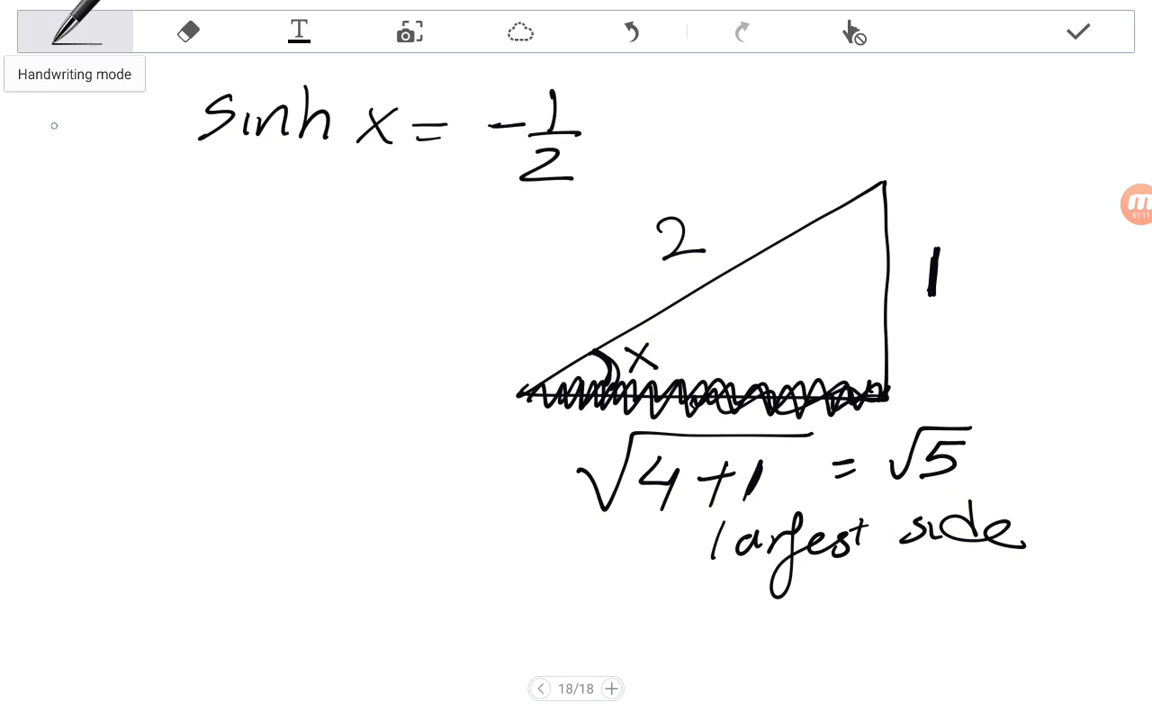 T
Handwriting mode
sinh x = -1/2
2
1
x
√4+1 = √5
largest side
18/18